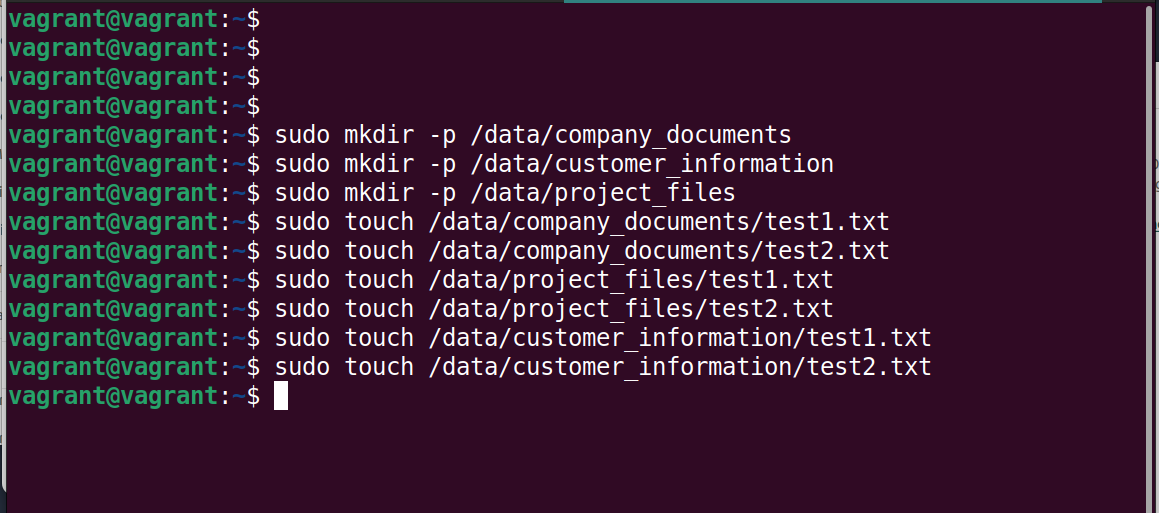 vagrant@vagrant:~$
vagrant@vagrant:~$
vagrant@vagrant:~$
vagrant@vagrant:~$
vagrant@vagrant:~$ sudo mkdir -p /data/company_documents
vagrant@vagrant:~$ sudo mkdir -p /data/customer_information
vagrant@vagrant:~$ sudo mkdir -p /data/project_files
vagrant@vagrant:~$ sudo touch /data/company_documents/test1.txt
vagrant@vagrant:~$ sudo touch /data/company_documents/test2.txt
vagrant@vagrant:~$ sudo touch /data/project_files/test1.txt
vagrant@vagrant:~$ sudo touch /data/project_files/test2.txt
vagrant@vagrant:~$ sudo touch /data/customer_information/test1.txt
vagrant@vagrant:~$ sudo touch /data/customer_information/test2.txt
vagrant@vagrant:~$